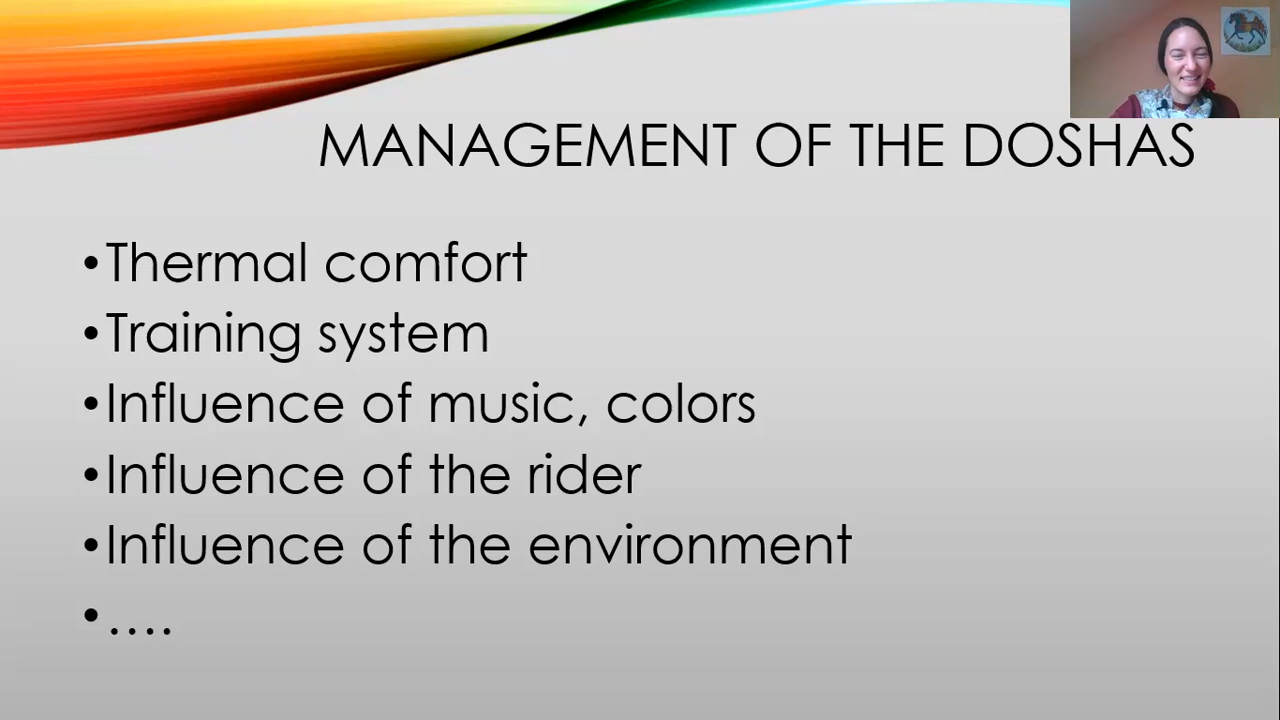 MANAGEMENT OF THE DOSHAS
•Thermal comfort
•Training system
•Influence of music, colors
•Influence of the rider
•Influence of the environment
•....